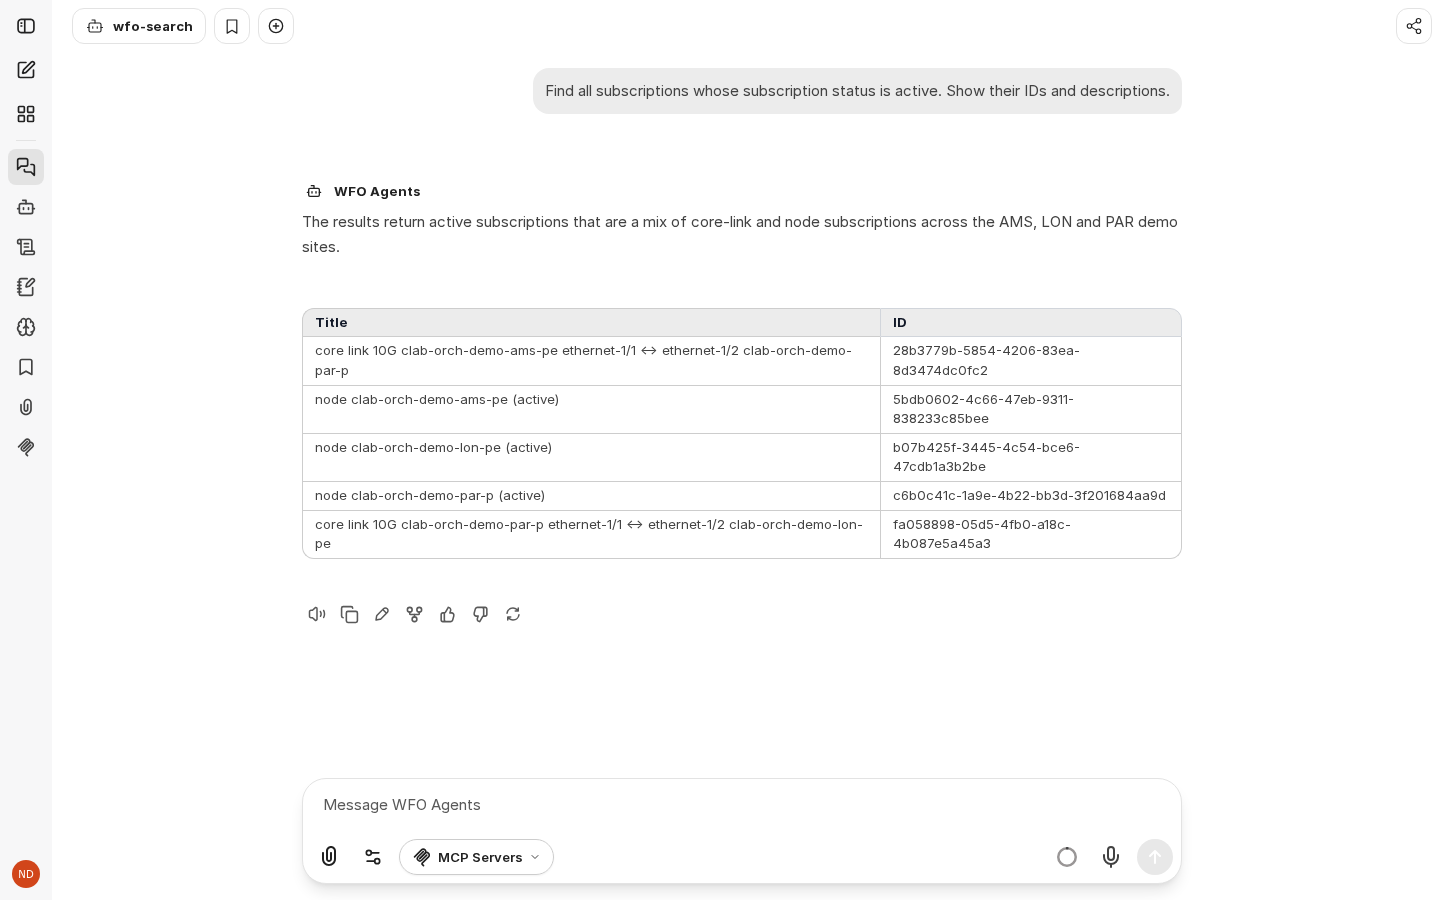 wfo-search
Find all subscriptions whose subscription status is active. Show their IDs and descriptions.
WFO Agents
The results return active subscriptions that are a mix of core-link and node subscriptions across the AMS, LON and PAR demo
sites.
Title ID
core link 10G clab-orch-demo-ams-pe ethernet-1/1 <-> ethernet-1/2 clab-orch-demo- 28b3779b-5854-4206-83ea-
par-p 8d3474dc0fc2
node clab-orch-demo-ams-pe (active) 5bdb0602-4c66-47eb-9311-
838233c85bee
node clab-orch-demo-lon-pe (active) b07b425f-3445-4c54-bce6-
47cdb1a3b2be
node clab-orch-demo-par-p (active) c6b0c41c-1a9e-4b22-bb3d-3f201684aa9d
core link 10G clab-orch-demo-par-p ethernet-1/1 <-> ethernet-1/2 clab-orch-demo-lon- fa058898-05d5-4fb0-a18c-
pe 4b087e5a45a3
Message WFO Agents
MCP Servers
ND